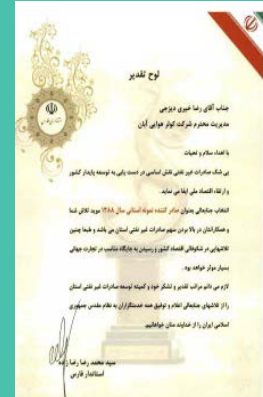 لوح تقدیر
جناب آقای رضا خیری دیزجی
مدیریت محترم شرکت کولر هوایی آبان
با اهداء سلام و تحیات
بی شک صادرات غیر نفتی نقش اساسی در دست یابی به توسعه پایدار کشور
و ارتقاء اقتصاد ملی ایفا می نماید.
انتخاب جنابعالی بعنوان صادر کننده نمونه استانی سال ۱۳۸۸ موید تلاش شما
و همکارانتان در بالا بردن سهم صادرات غیر نفتی استان می باشد و طبعا چنین
تلاشهایی در شکوفائی اقتصاد کشور و رسیدن به جایگاه مناسب در تجارت جهانی
بسیار موثر خواهد بود.
لازم می دانم مراتب تقدیر و تشکر خود و کمیته توسعه صادرات غیر نفتی استان
را از تلاشهای جنابعالی اعلام و توفیق همه خدمتگزاران به نظام مقدس جمهوری
اسلامی ایران را از خداوند منان خواهانیم.
سید محمد رضا رضا زاده
استاندار فارس